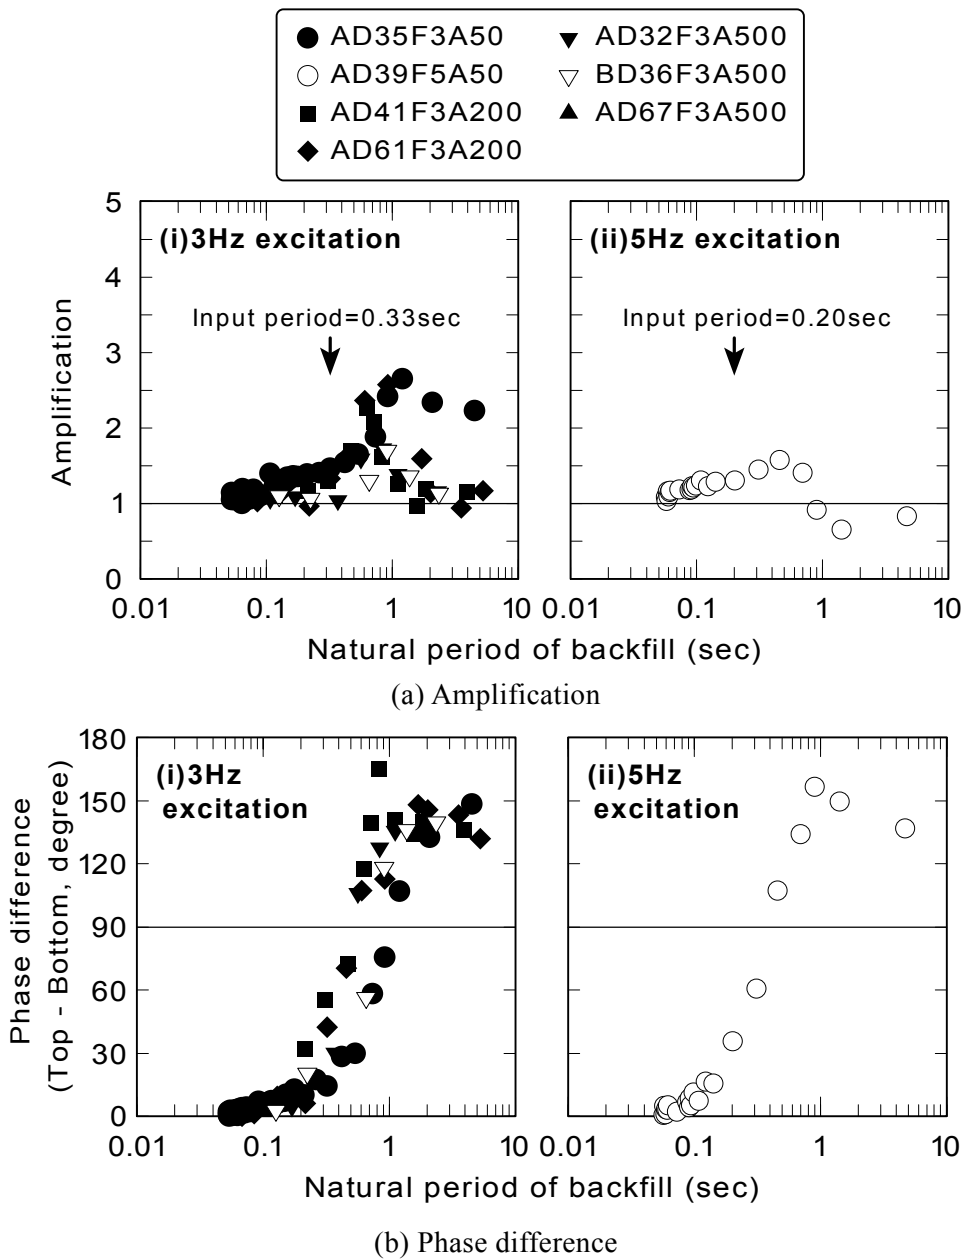 AD35F3A50 AD32F3A500
AD39F5A50 BD36F3A500
AD41F3A200 AD67F3A500
AD61F3A200
Amplification
5
4
3
2
1
0
(i)3Hz excitation
Input period=0.33sec
0.01 0.1 1 10
(ii)5Hz excitation
Input period=0.20sec
0.01 0.1 1 10
Natural period of backfill (sec)
(a) Amplification
Phase difference
(Top - Bottom, degree)
180
150
120
90
60
30
0
(i)3Hz
excitation
0.01 0.1 1 10
(ii)5Hz
excitation
0.01 0.1 1 10
Natural period of backfill (sec)
(b) Phase difference